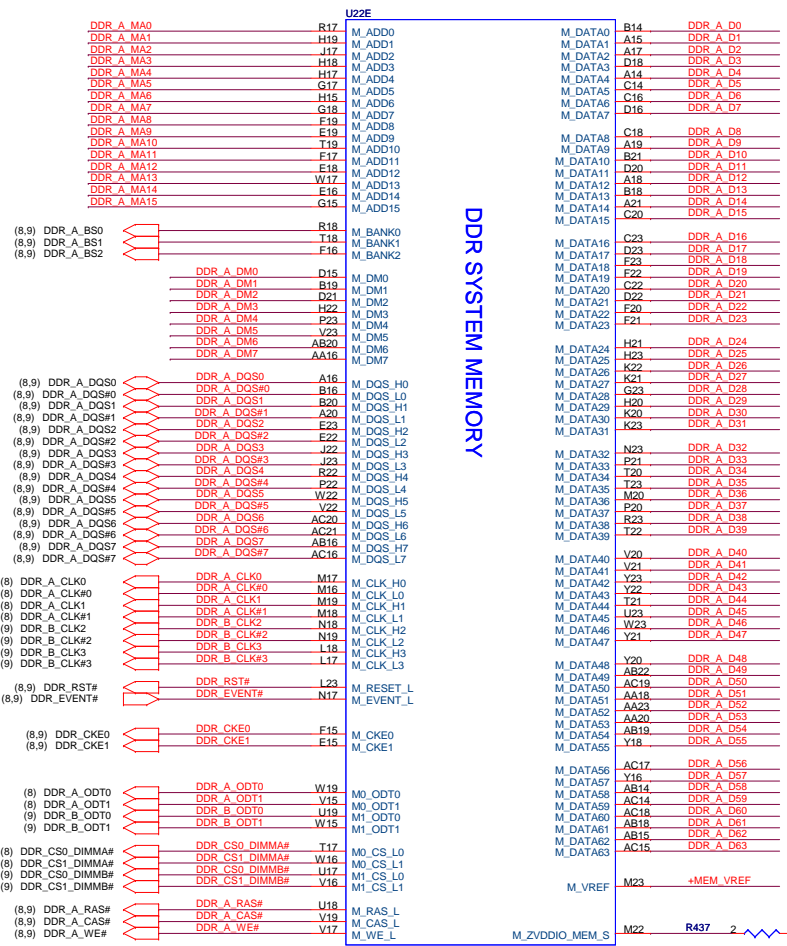 U22E
DDR_A_MA0 R17 M_ADD0
DDR_A_MA1 H19 M_ADD1
DDR_A_MA2 J17 M_ADD2
DDR_A_MA3 H18 M_ADD3
DDR_A_MA4 H17 M_ADD4
DDR_A_MA5 G17 M_ADD5
DDR_A_MA6 H15 M_ADD6
DDR_A_MA7 G18 M_ADD7
DDR_A_MA8 F19 M_ADD8
DDR_A_MA9 E19 M_ADD9
DDR_A_MA10 T19 M_ADD10
DDR_A_MA11 F17 M_ADD11
DDR_A_MA12 E18 M_ADD12
DDR_A_MA13 W17 M_ADD13
DDR_A_MA14 E16 M_ADD14
DDR_A_MA15 G15 M_ADD15
(8,9) DDR_A_BS0 R18 M_BANK0
(8,9) DDR_A_BS1 T18 M_BANK1
(8,9) DDR_A_BS2 F16 M_BANK2
DDR_A_DM0 D15 M_DM0
DDR_A_DM1 B19 M_DM1
DDR_A_DM2 D21 M_DM2
DDR_A_DM3 H22 M_DM3
DDR_A_DM4 P23 M_DM4
DDR_A_DM5 V23 M_DM5
DDR_A_DM6 AB20 M_DM6
DDR_A_DM7 AA16 M_DM7
(8,9) DDR_A_DQS0 DDR_A_DQS0 A16 M_DQS_H0
(8,9) DDR_A_DQS#0 DDR_A_DQS#0 B16 M_DQS_L0
(8,9) DDR_A_DQS1 DDR_A_DQS1 B20 M_DQS_H1
(8,9) DDR_A_DQS#1 DDR_A_DQS#1 A20 M_DQS_L1
(8,9) DDR_A_DQS2 DDR_A_DQS2 E23 M_DQS_H2
(8,9) DDR_A_DQS#2 DDR_A_DQS#2 E22 M_DQS_L2
(8,9) DDR_A_DQS3 DDR_A_DQS3 J22 M_DQS_H3
(8,9) DDR_A_DQS#3 DDR_A_DQS#3 J23 M_DQS_L3
(8,9) DDR_A_DQS4 DDR_A_DQS4 R22 M_DQS_H4
(8,9) DDR_A_DQS#4 DDR_A_DQS#4 P22 M_DQS_L4
(8,9) DDR_A_DQS5 DDR_A_DQS5 W22 M_DQS_H5
(8,9) DDR_A_DQS#5 DDR_A_DQS#5 V22 M_DQS_L5
(8,9) DDR_A_DQS6 DDR_A_DQS6 AC20 M_DQS_H6
(8,9) DDR_A_DQS#6 DDR_A_DQS#6 AC21 M_DQS_L6
(8,9) DDR_A_DQS7 DDR_A_DQS7 AB16 M_DQS_H7
(8,9) DDR_A_DQS#7 DDR_A_DQS#7 AC16 M_DQS_L7
(8) DDR_A_CLK0 DDR_A_CLK0 M17 M_CLK_H0
(8) DDR_A_CLK#0 DDR_A_CLK#0 M16 M_CLK_L0
(8) DDR_A_CLK1 DDR_A_CLK1 M19 M_CLK_H1
(8) DDR_A_CLK#1 DDR_A_CLK#1 M18 M_CLK_L1
(9) DDR_B_CLK2 DDR_B_CLK2 N18 M_CLK_H2
(9) DDR_B_CLK#2 DDR_B_CLK#2 N19 M_CLK_L2
(9) DDR_B_CLK3 DDR_B_CLK3 L18 M_CLK_H3
(9) DDR_B_CLK#3 DDR_B_CLK#3 L17 M_CLK_L3
(8,9) DDR_RST# DDR_RST# L23 M_RESET_L
(8,9) DDR_EVENT# DDR_EVENT# N17 M_EVENT_L
(8,9) DDR_CKE0 DDR_CKE0 F15 M_CKE0
(8,9) DDR_CKE1 DDR_CKE1 E15 M_CKE1
(8) DDR_A_ODT0 DDR_A_ODT0 W19 M0_ODT0
(8) DDR_A_ODT1 DDR_A_ODT1 V15 M0_ODT1
(9) DDR_B_ODT0 DDR_B_ODT0 U19 M1_ODT0
(9) DDR_B_ODT1 DDR_B_ODT1 W15 M1_ODT1
(8) DDR_CS0_DIMMA# DDR_CS0_DIMMA# T17 M0_CS_L0
(8) DDR_CS1_DIMMA# DDR_CS1_DIMMA# W16 M0_CS_L1
(9) DDR_CS0_DIMMB# DDR_CS0_DIMMB# U17 M1_CS_L0
(9) DDR_CS1_DIMMB# DDR_CS1_DIMMB# V16 M1_CS_L1
(8,9) DDR_A_RAS# DDR_A_RAS# U18 M_RAS_L
(8,9) DDR_A_CAS# DDR_A_CAS# V19 M_CAS_L
(8,9) DDR_A_WE# DDR_A_WE# V17 M_WE_L
DDR SYSTEM MEMORY
M_DATA0 B14 DDR_A_D0
M_DATA1 A15 DDR_A_D1
M_DATA2 A17 DDR_A_D2
M_DATA3 D18 DDR_A_D3
M_DATA4 A14 DDR_A_D4
M_DATA5 C14 DDR_A_D5
M_DATA6 C16 DDR_A_D6
M_DATA7 D16 DDR_A_D7
M_DATA8 C18 DDR_A_D8
M_DATA9 A19 DDR_A_D9
M_DATA10 B21 DDR_A_D10
M_DATA11 D20 DDR_A_D11
M_DATA12 A18 DDR_A_D12
M_DATA13 B18 DDR_A_D13
M_DATA14 A21 DDR_A_D14
M_DATA15 C20 DDR_A_D15
M_DATA16 C23 DDR_A_D16
M_DATA17 D23 DDR_A_D17
M_DATA18 F23 DDR_A_D18
M_DATA19 F22 DDR_A_D19
M_DATA20 C22 DDR_A_D20
M_DATA21 D22 DDR_A_D21
M_DATA22 F20 DDR_A_D22
M_DATA23 F21 DDR_A_D23
M_DATA24 H21 DDR_A_D24
M_DATA25 H23 DDR_A_D25
M_DATA26 K22 DDR_A_D26
M_DATA27 K21 DDR_A_D27
M_DATA28 G23 DDR_A_D28
M_DATA29 H20 DDR_A_D29
M_DATA30 K20 DDR_A_D30
M_DATA31 K23 DDR_A_D31
M_DATA32 N23 DDR_A_D32
M_DATA33 P21 DDR_A_D33
M_DATA34 T20 DDR_A_D34
M_DATA35 T23 DDR_A_D35
M_DATA36 M20 DDR_A_D36
M_DATA37 P20 DDR_A_D37
M_DATA38 R23 DDR_A_D38
M_DATA39 T22 DDR_A_D39
M_DATA40 V20 DDR_A_D40
M_DATA41 V21 DDR_A_D41
M_DATA42 Y23 DDR_A_D42
M_DATA43 Y22 DDR_A_D43
M_DATA44 T21 DDR_A_D44
M_DATA45 U23 DDR_A_D45
M_DATA46 W23 DDR_A_D46
M_DATA47 Y21 DDR_A_D47
M_DATA48 Y20 DDR_A_D48
M_DATA49 AB22 DDR_A_D49
M_DATA50 AC19 DDR_A_D50
M_DATA51 AA18 DDR_A_D51
M_DATA52 AA23 DDR_A_D52
M_DATA53 AA20 DDR_A_D53
M_DATA54 AB19 DDR_A_D54
M_DATA55 Y18 DDR_A_D55
M_DATA56 AC17 DDR_A_D56
M_DATA57 Y16 DDR_A_D57
M_DATA58 AB14 DDR_A_D58
M_DATA59 AC14 DDR_A_D59
M_DATA60 AC18 DDR_A_D60
M_DATA61 AB18 DDR_A_D61
M_DATA62 AB15 DDR_A_D62
M_DATA63 AC15 DDR_A_D63
M_VREF M23 +MEM_VREF
M_ZVDDIO_MEM_S M22 R437 2